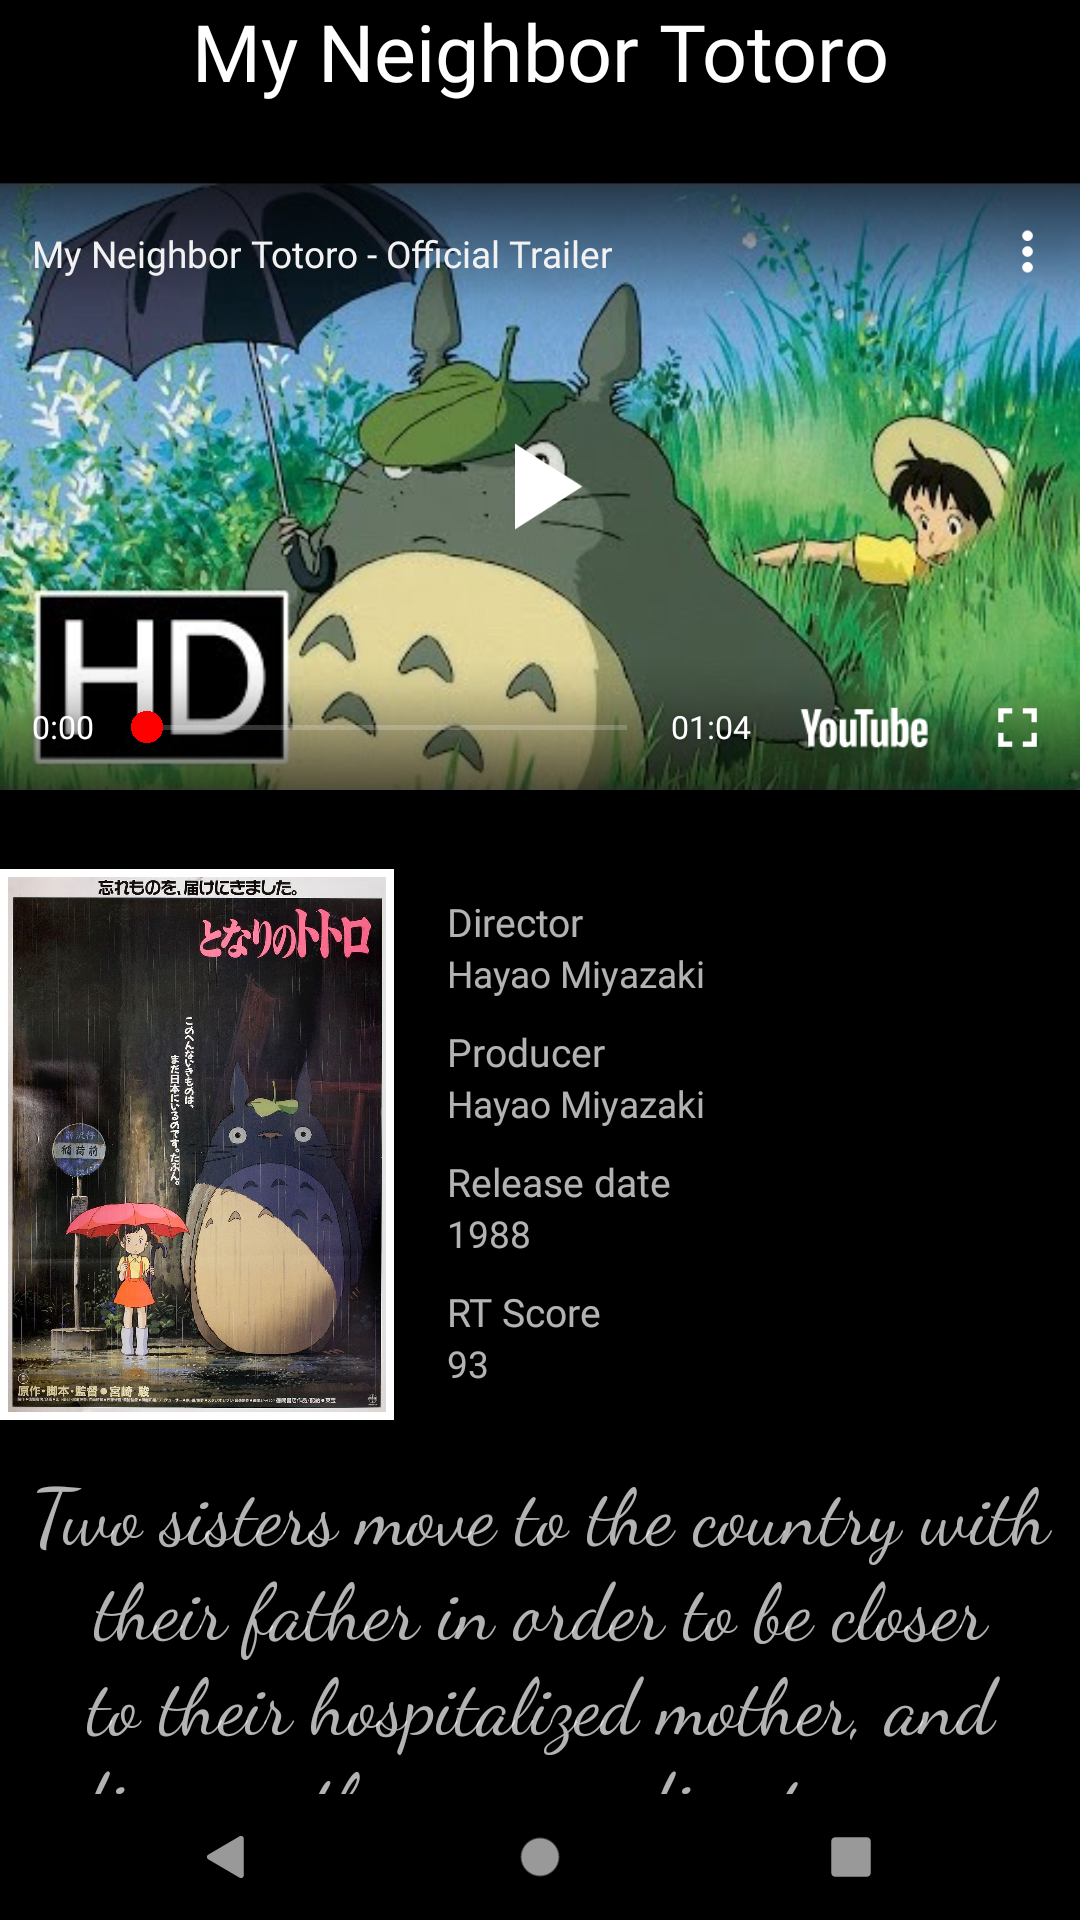 My Neighbor Totoro
My Neighbor Totoro - Official Trailer
HD
0:00
01:04
YouTube
忘れものを、届けにきました。
となりのトトロ
このへんないきものは、
まだ日本にいるのです。たぶん。
稲荷前
原作・脚本・監督●宮崎 駿
Director
Hayao Miyazaki
Producer
Hayao Miyazaki
Release date
1988
RT Score
93
Two sisters move to the country with
their father in order to be closer
to their hospitalized mother, and